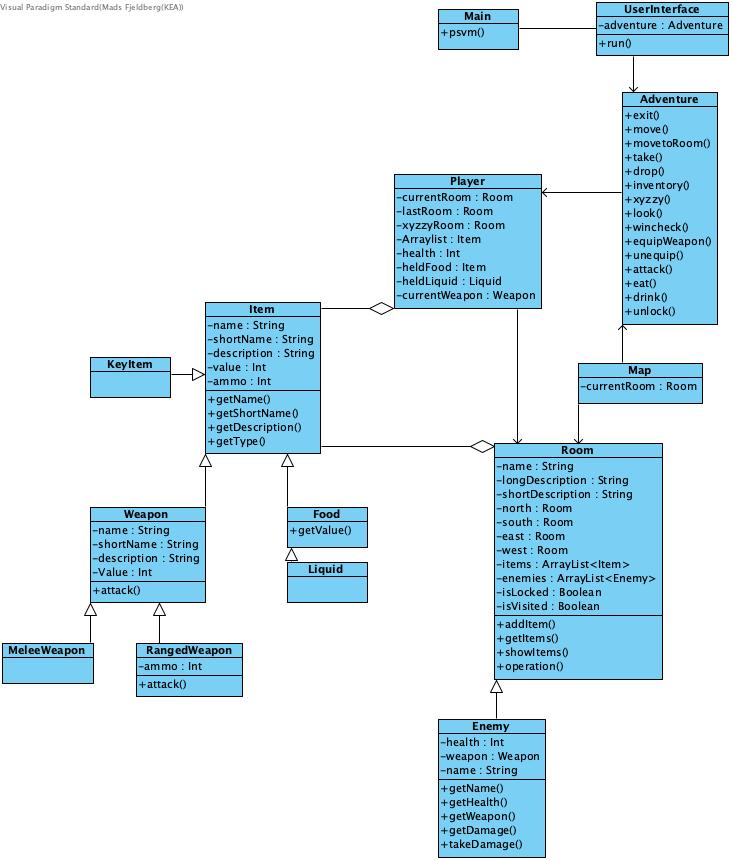 Visual Paradigm Standard(Mads Fjeldberg(KEA))
Main
+psvm()
UserInterface
-adventure : Adventure
+run()
Adventure
+exit()
+move()
+movetoRoom()
+take()
+drop()
+inventory()
+xyzzy()
+look()
+wincheck()
+equipWeapon()
+unequip()
+attack()
+eat()
+drink()
+unlock()
Player
-currentRoom : Room
-lastRoom : Room
-xyzzyRoom : Room
-Arraylist : Item
-health : Int
-heldFood : Item
-heldLiquid : Liquid
-currentWeapon : Weapon
Item
-name : String
-shortName : String
-description : String
-value : Int
-ammo : Int
+getName()
+getShortName()
+getDescription()
+getType()
KeyItem
Map
-currentRoom : Room
Room
-name : String
-longDescription : String
-shortDescription : String
-north : Room
-south : Room
-east : Room
-west : Room
-items : ArrayList<Item>
-enemies : ArrayList<Enemy>
-isLocked : Boolean
-isVisited : Boolean
+addItem()
+getItems()
+showItems()
+operation()
Weapon
-name : String
-shortName : String
-description : String
-Value : Int
+attack()
Food
+getValue()
Liquid
MeleeWeapon
RangedWeapon
-ammo : Int
+attack()
Enemy
-health : Int
-weapon : Weapon
-name : String
+getName()
+getHealth()
+getWeapon()
+getDamage()
+takeDamage()